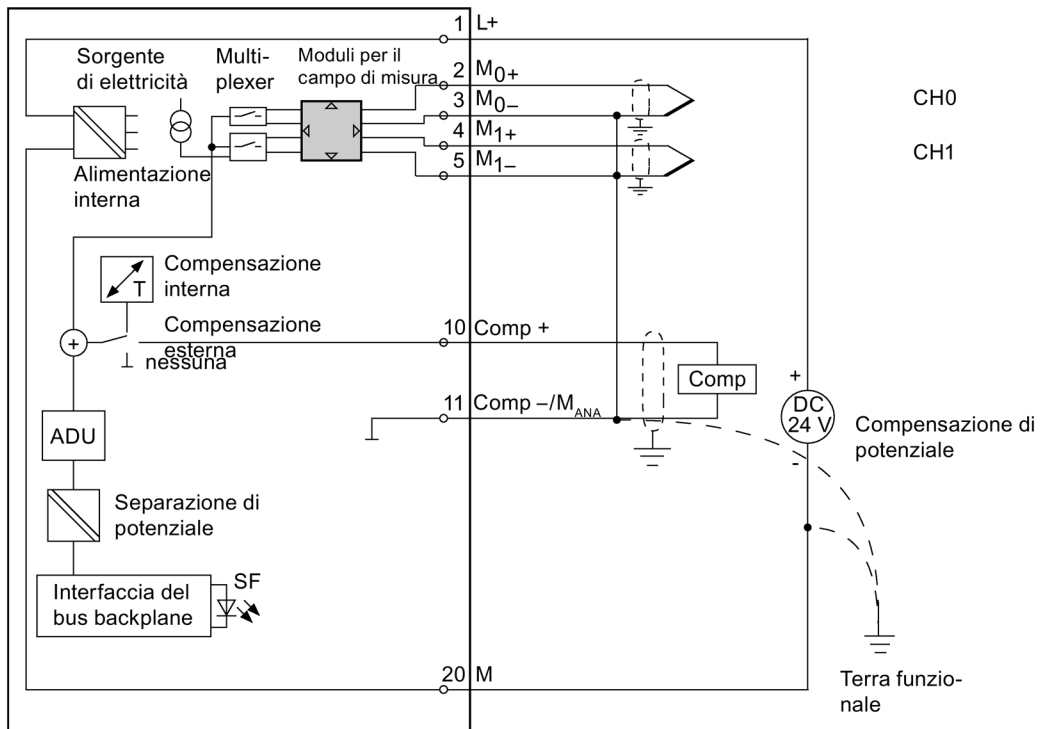 1 L+
Sorgente
di elettricità
Multi-
plexer
Moduli per il
campo di misura
2 M0+
3 M0–
4 M1+
5 M1–
CH0
CH1
Alimentazione
interna
Compensazione
interna
T
Compensazione
esterna
nessuna
+
10 Comp +
Comp
11 Comp –/MANA
+
DC
24 V
-
Compensazione di
potenziale
ADU
Separazione di
potenziale
Interfaccia del
bus backplane
SF
20 M
Terra funzio-
nale